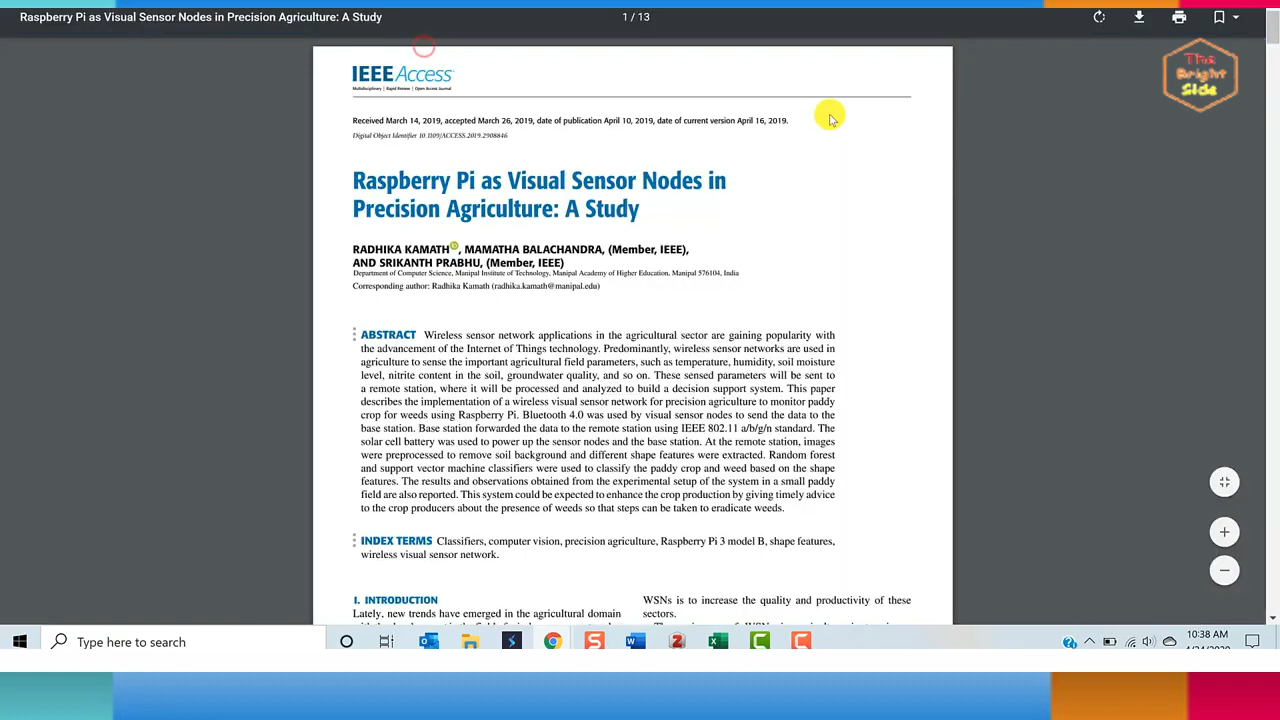 Raspberry Pi as Visual Sensor Nodes in Precision Agriculture: A Study
1 / 13
The
Bright
Side
IEEE Access
Multidisciplinary | Rapid Review | Open Access Journal
Received March 14, 2019, accepted March 26, 2019, date of publication April 10, 2019, date of current version April 16, 2019.
Digital Object Identifier 10.1109/ACCESS.2019.2908846
Raspberry Pi as Visual Sensor Nodes in
Precision Agriculture: A Study
RADHIKA KAMATH, MAMATHA BALACHANDRA, (Member, IEEE),
AND SRIKANTH PRABHU, (Member, IEEE)
Department of Computer Science, Manipal Institute of Technology, Manipal Academy of Higher Education, Manipal 576104, India
Corresponding author: Radhika Kamath (radhika.kamath@manipal.edu)
ABSTRACT Wireless sensor network applications in the agricultural sector are gaining popularity with
the advancement of the Internet of Things technology. Predominantly, wireless sensor networks are used in
agriculture to sense the important agricultural field parameters, such as temperature, humidity, soil moisture
level, nitrite content in the soil, groundwater quality, and so on. These sensed parameters will be sent to
a remote station, where it will be processed and analyzed to build a decision support system. This paper
describes the implementation of a wireless visual sensor network for precision agriculture to monitor paddy
crop for weeds using Raspberry Pi. Bluetooth 4.0 was used by visual sensor nodes to send the data to the
base station. Base station forwarded the data to the remote station using IEEE 802.11 a/b/g/n standard. The
solar cell battery was used to power up the sensor nodes and the base station. At the remote station, images
were preprocessed to remove soil background and different shape features were extracted. Random forest
and support vector machine classifiers were used to classify the paddy crop and weed based on the shape
features. The results and observations obtained from the experimental setup of the system in a small paddy
field are also reported. This system could be expected to enhance the crop production by giving timely advice
to the crop producers about the presence of weeds so that steps can be taken to eradicate weeds.
INDEX TERMS Classifiers, computer vision, precision agriculture, Raspberry Pi 3 model B, shape features,
wireless visual sensor network.
I. INTRODUCTION
Lately, new trends have emerged in the agricultural domain
WSNs is to increase the quality and productivity of these
sectors.
Type here to search
10:38 AM